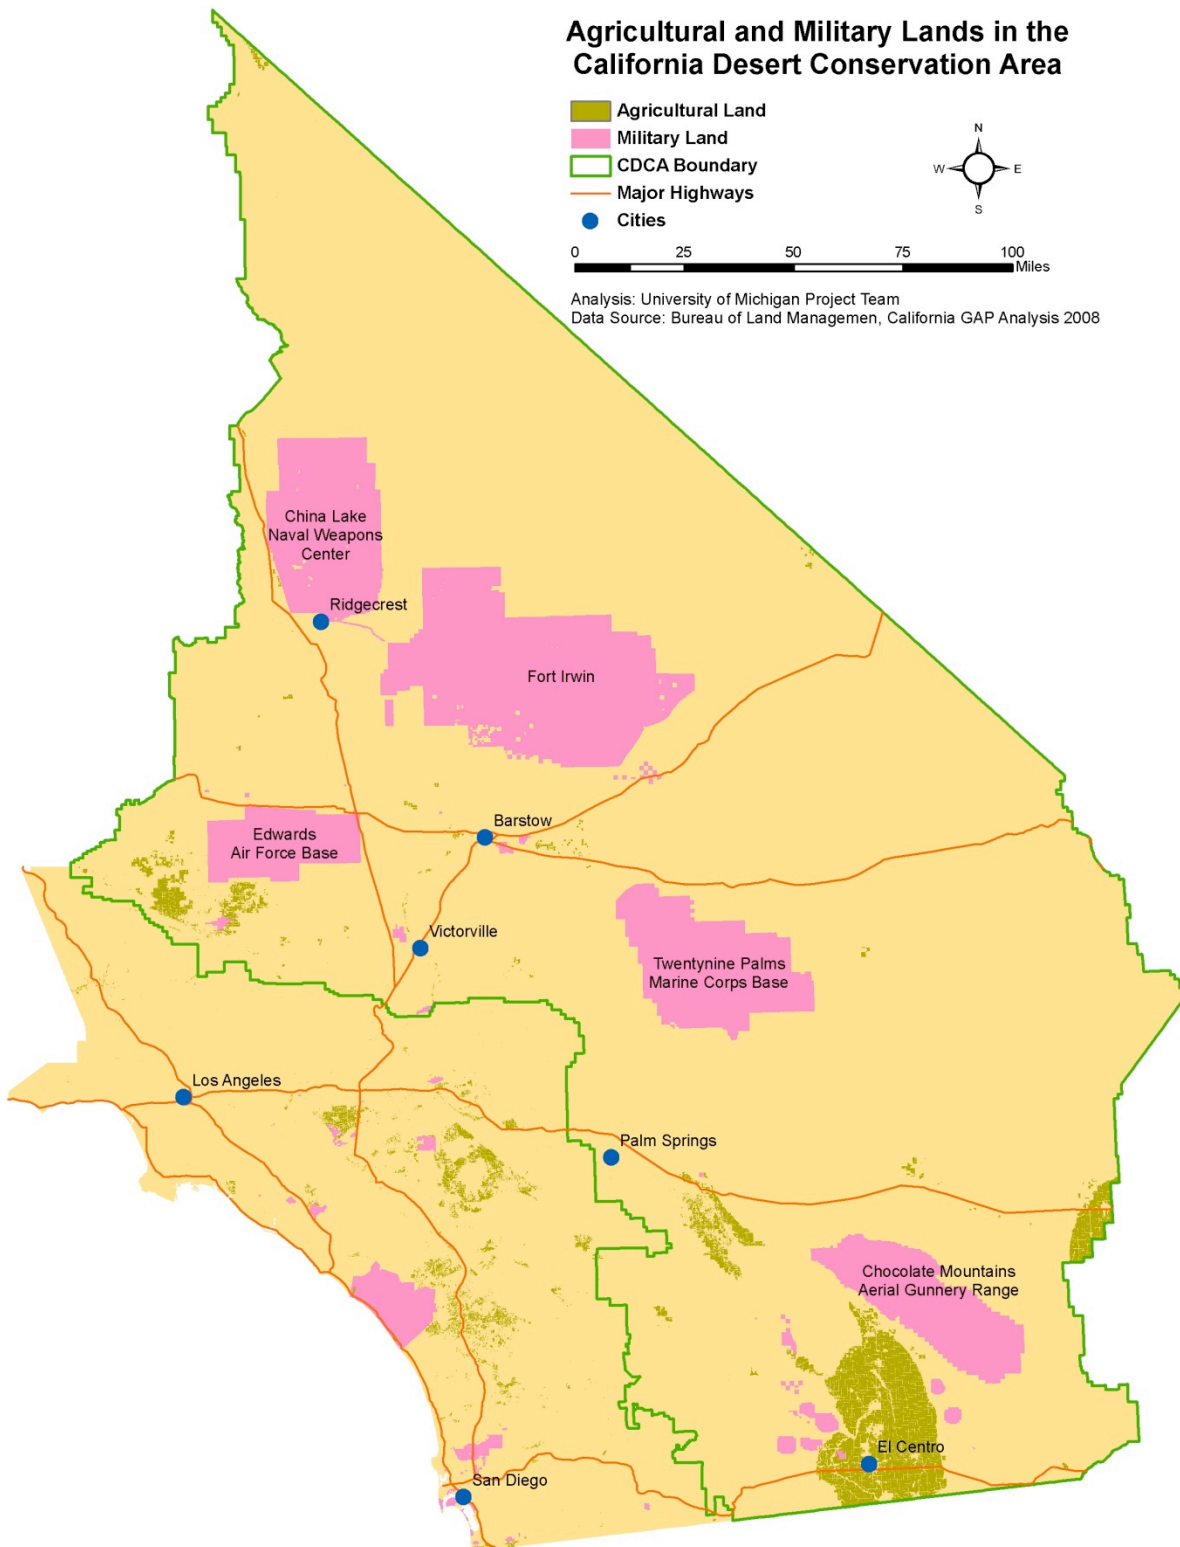 Agricultural and Military Lands in the
California Desert Conservation Area
Agricultural Land
Military Land
CDCA Boundary
Major Highways
Cities
N
W E
S
0 25 50 75 100
Miles
Analysis: University of Michigan Project Team
Data Source: Bureau of Land Managemen, California GAP Analysis 2008
China Lake
Naval Weapons
Center
Ridgecrest
Fort Irwin
Barstow
Edwards
Air Force Base
Victorville
Twentynine Palms
Marine Corps Base
Los Angeles
Palm Springs
Chocolate Mountains
Aerial Gunnery Range
El Centro
San Diego